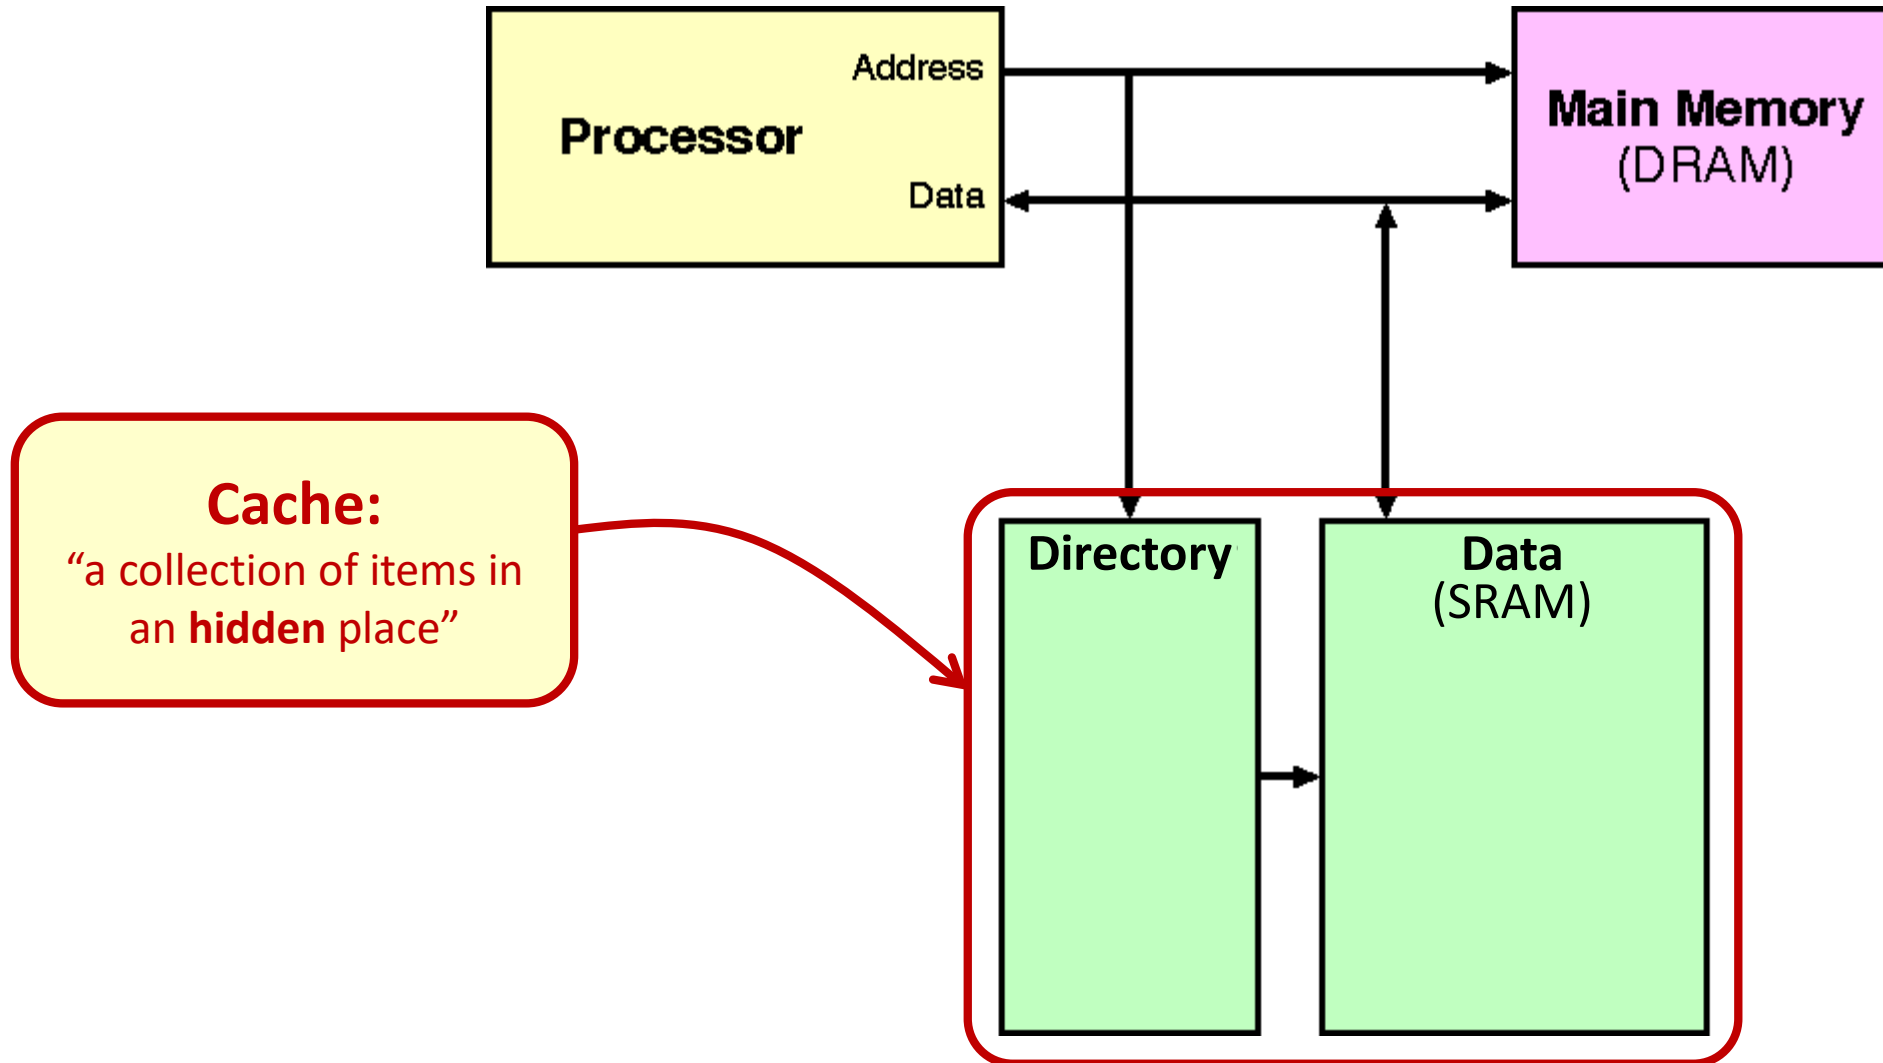 Address
Processor
Data
Main Memory
(DRAM)
Cache:
“a collection of items in
an hidden place”
Directory
Data
(SRAM)